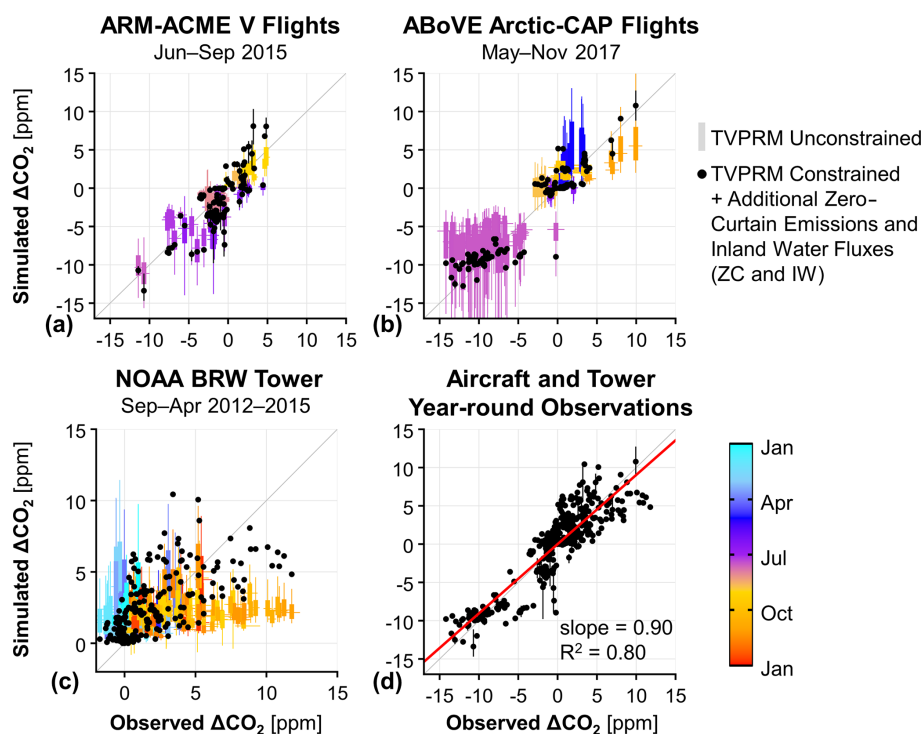 ARM-ACME V Flights
Jun–Sep 2015
ABoVE Arctic-CAP Flights
May–Nov 2017
Simulated ΔCO2 [ppm]
15
10
5
0
-5
-10
-15
-15 -10 -5 0 5 10 15
(a)
15
10
5
0
-5
-10
-15
-15 -10 -5 0 5 10 15
(b)
TVPRM Unconstrained
TVPRM Constrained
+ Additional Zero–
Curtain Emissions and
Inland Water Fluxes
(ZC and IW)
NOAA BRW Tower
Sep–Apr 2012–2015
Simulated ΔCO2 [ppm]
15
10
5
0
0 5 10 15
(c)
Observed ΔCO2 [ppm]
Aircraft and Tower
Year-round Observations
15
10
5
0
-5
-10
-15
slope = 0.90
R2 = 0.80
-15 -10 -5 0 5 10 15
(d)
Observed ΔCO2 [ppm]
Jan
Apr
Jul
Oct
Jan